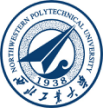 NORTHWESTERN POLYTECHNICAL UNIVERSITY
1938
西北工业大学